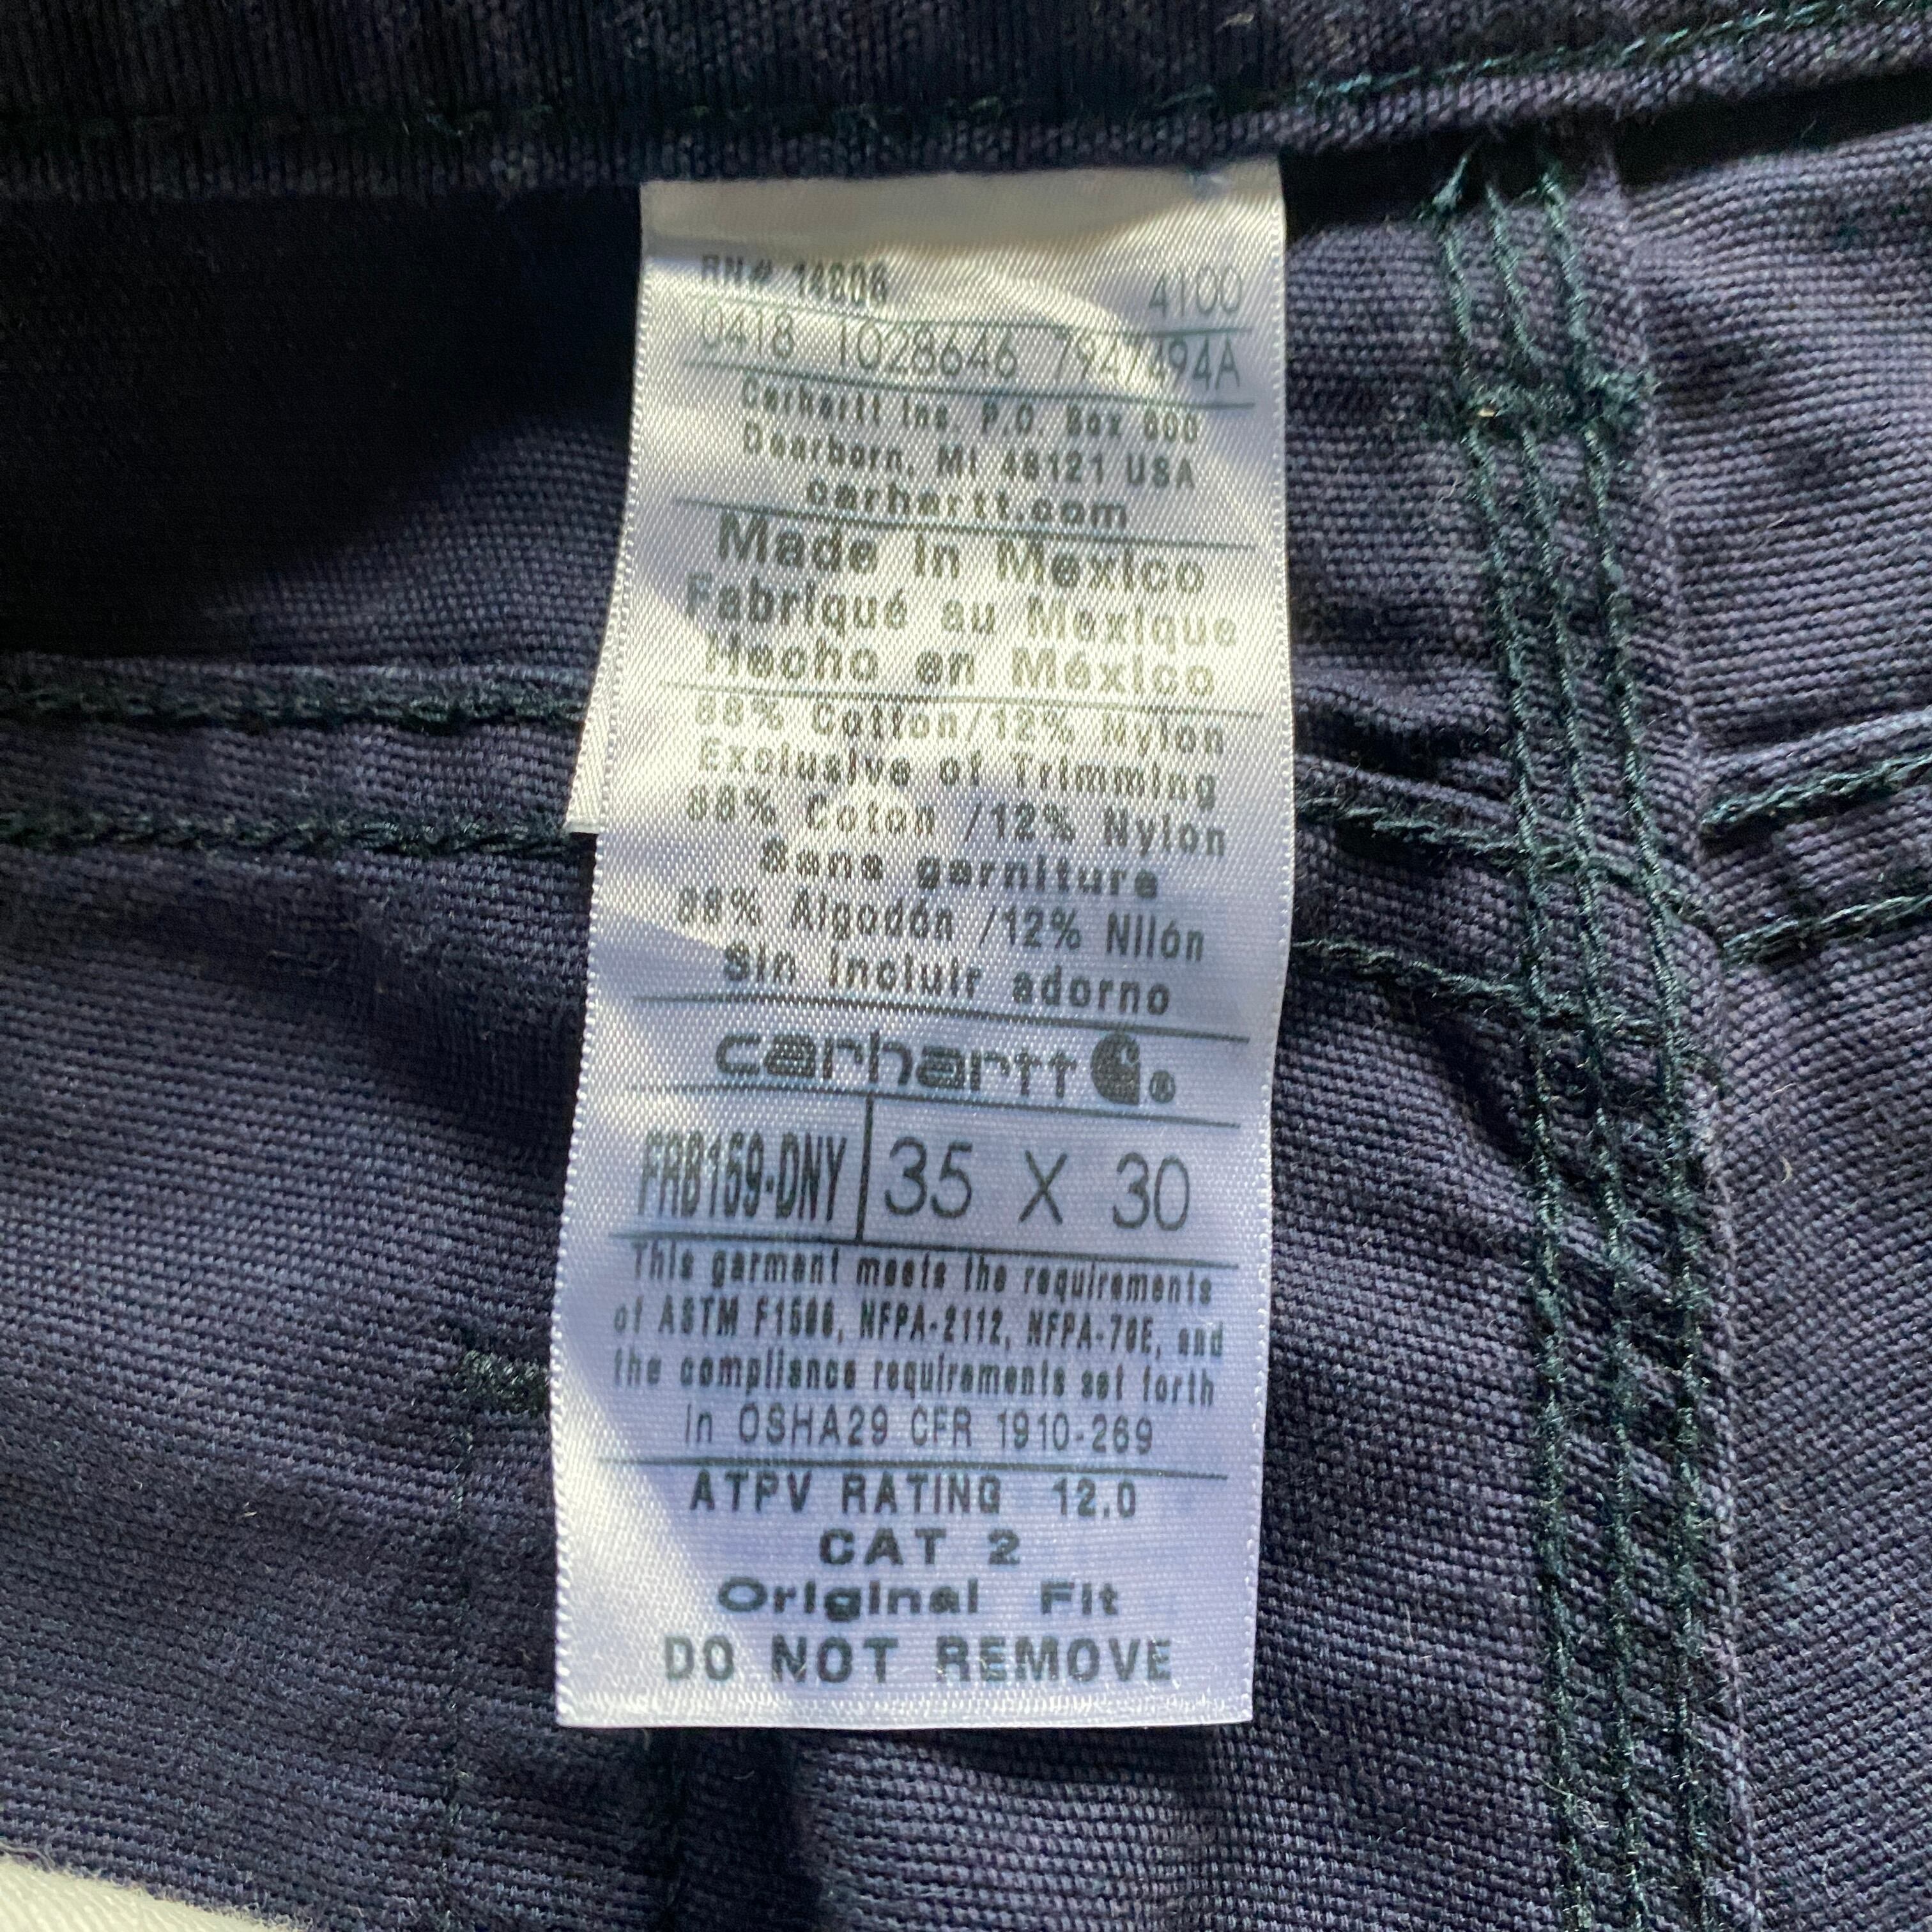 RN# 14806 4100
0418 1028646 7947494A
Carhartt Inc. P.O. Box 600
Dearborn, MI 48121 USA
carhartt.com
Made in Mexico
Fabriqué au Mexique
Hecho en México
88% Cotton/12% Nylon
Exclusive of Trimming
88% Coton /12% Nylon
Sans garniture
88% Algodón /12% Nilón
Sin incluir adorno
carhartt ®
FRB159-DNY 35 X 30
This garment meets the requirements
of ASTM F1506, NFPA-2112, NFPA-70E, and
the compliance requirements set forth
in OSHA29 CFR 1910-269
ATPV RATING 12.0
CAT 2
Original Fit
DO NOT REMOVE